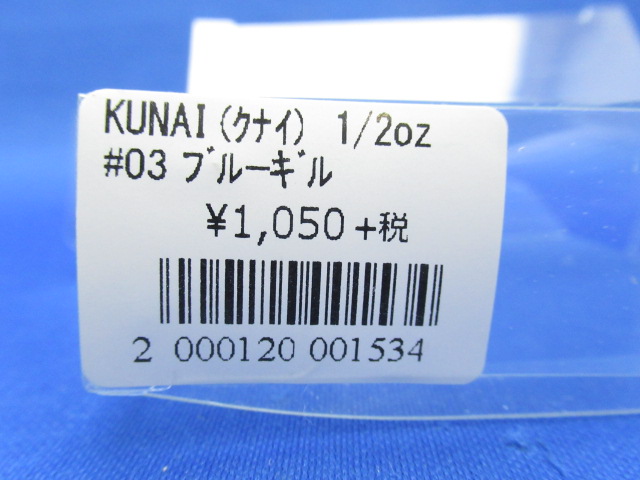 KUNAI(ｸﾅｲ) 1/2oz
#03 ﾌﾞﾙｰｷﾞﾙ
¥1,050+税
2 000120 001534